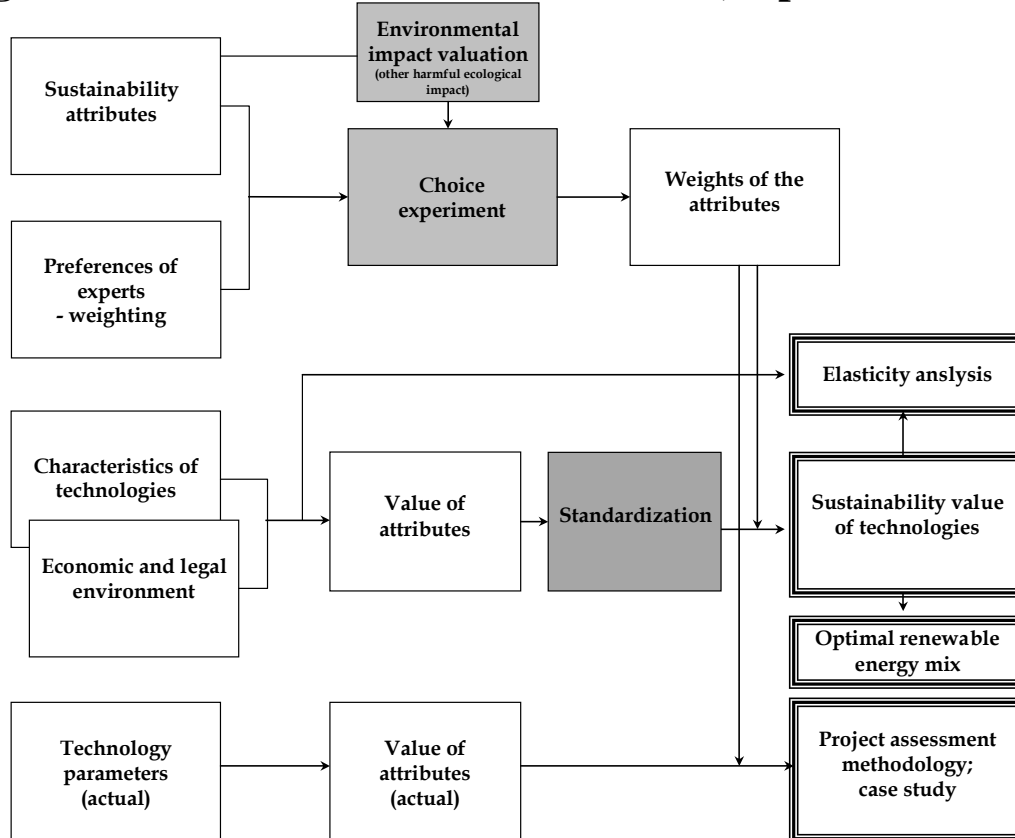 Environmental
impact valuation
(other harmful ecological
impact)
Sustainability
attributes
Choice
experiment
Weights of the
attributes
Preferences of
experts
- weighting
Elasticity anslysis
Characteristics of
technologies
Value of
attributes
Standardization
Sustainability value
of technologies
Economic and legal
environment
Optimal renewable
energy mix
Technology
parameters
(actual)
Value of
attributes
(actual)
Project assessment
methodology;
case study